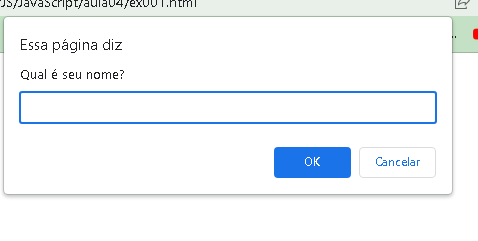 JS/JavaScript/aula04/ex001.html
Essa página diz
Qual é seu nome?
OK
Cancelar